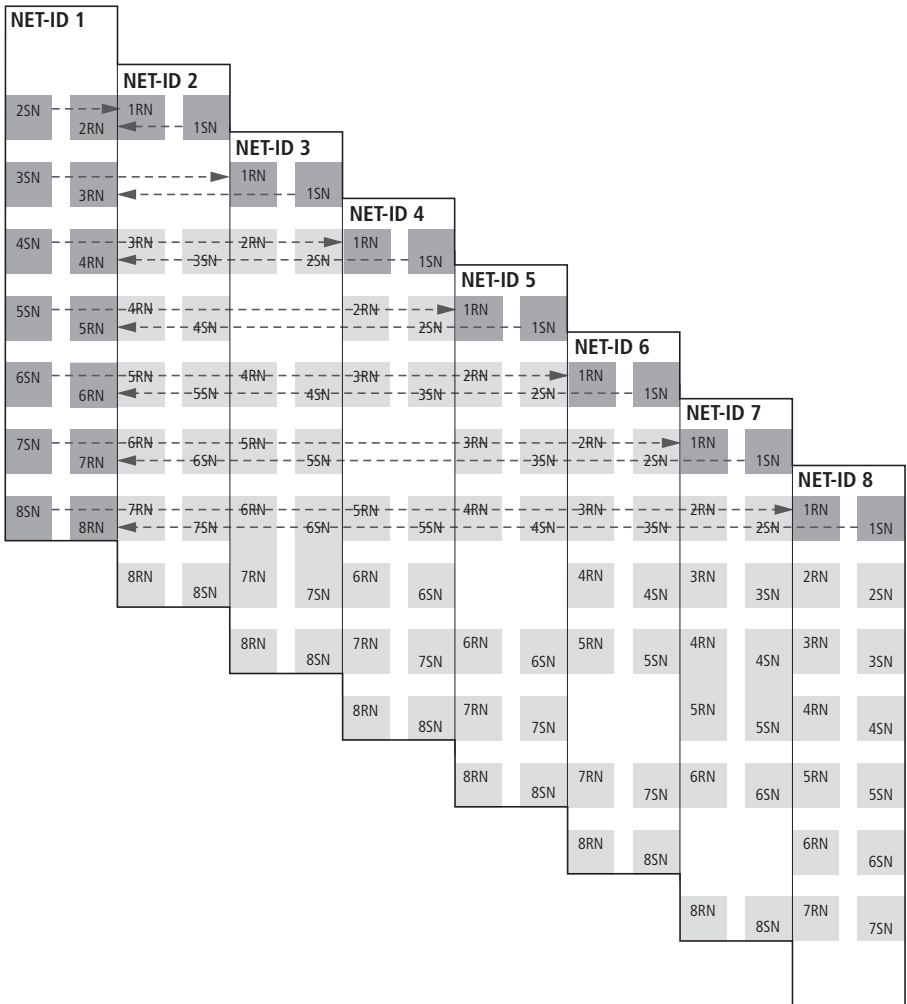 NET-ID 1
NET-ID 2
2SN 2RN 1RN 1SN
NET-ID 3
3SN 3RN 1RN 1SN
NET-ID 4
4SN 4RN 3RN 3SN 2RN 2SN 1RN 1SN
NET-ID 5
5SN 5RN 4RN 4SN 2RN 2SN 1RN 1SN
NET-ID 6
6SN 6RN 5RN 5SN 4RN 4SN 3RN 3SN 2RN 2SN 1RN 1SN
NET-ID 7
7SN 7RN 6RN 6SN 5RN 5SN 3RN 3SN 2RN 2SN 1RN 1SN
NET-ID 8
8SN 8RN 7RN 7SN 6RN 6SN 5RN 5SN 4RN 4SN 3RN 3SN 2RN 2SN 1RN 1SN
8RN 8SN 7RN 7SN 6RN 6SN 4RN 4SN 3RN 3SN 2RN 2SN
8RN 8SN 7RN 7SN 6RN 6SN 5RN 5SN 4RN 4SN 3RN 3SN
8RN 8SN 7RN 7SN 5RN 5SN 4RN 4SN
8RN 8SN 7RN 7SN 6RN 6SN 5RN 5SN
8RN 8SN 6RN 6SN
8RN 8SN 7RN 7SN